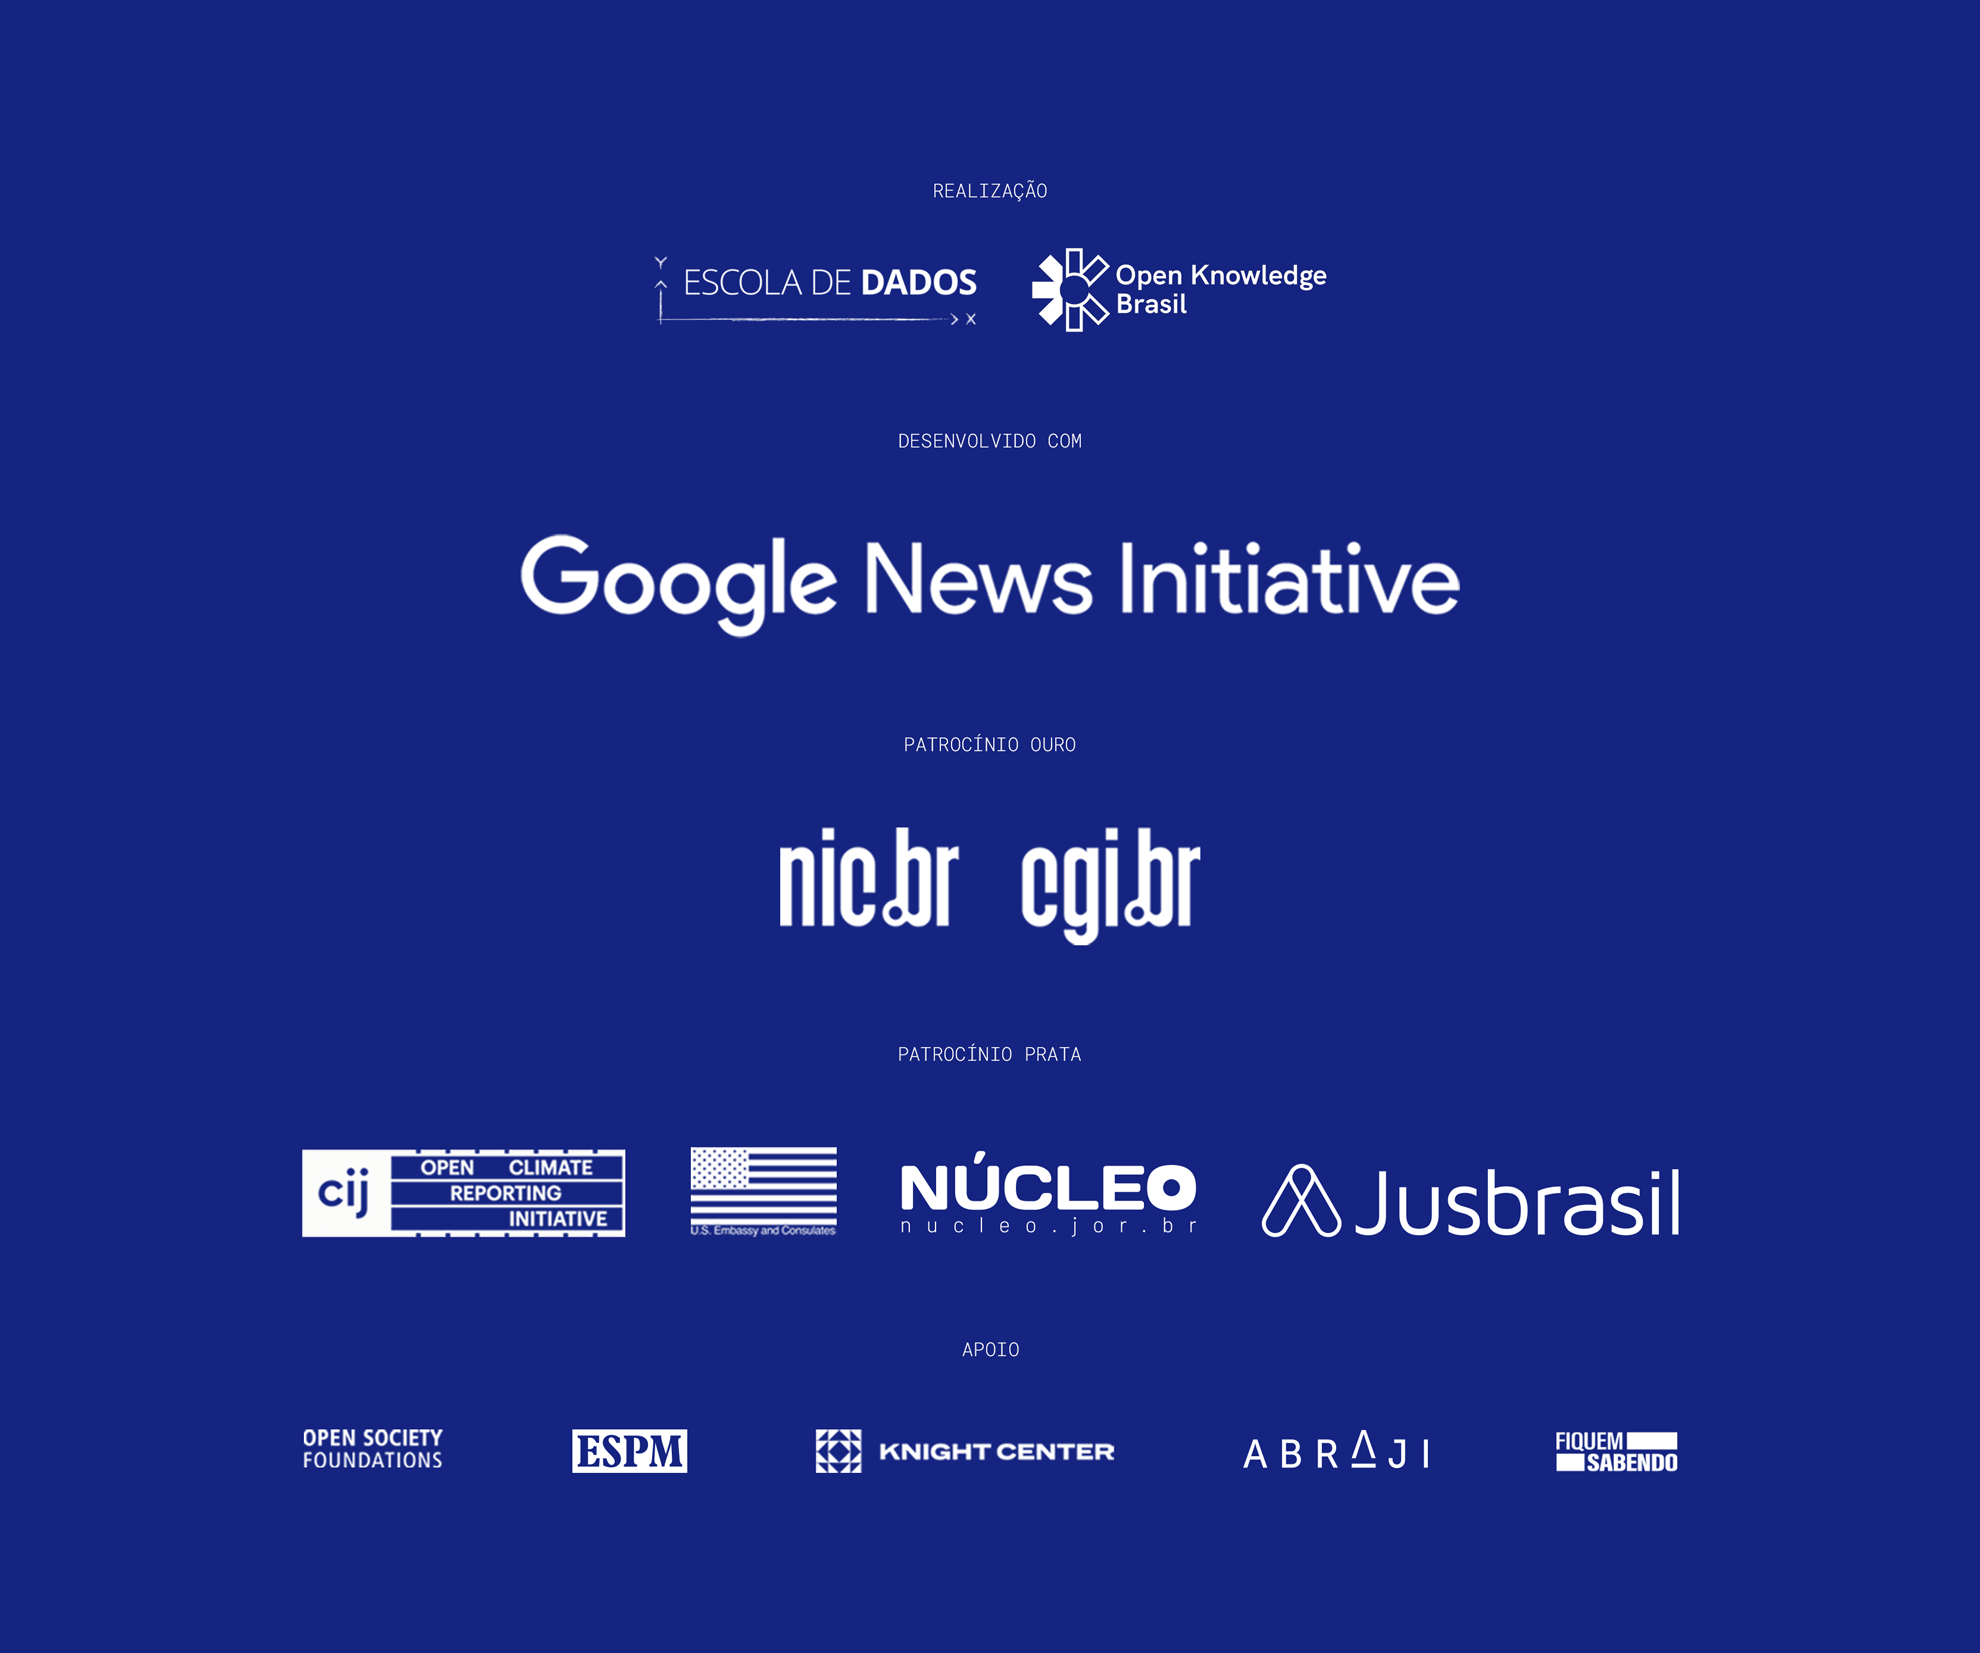 REALIZAÇÃO
Y
ESCOLA DE DADOS
X
Open Knowledge
Brasil
DESENVOLVIDO COM
Google News Initiative
PATROCÍNIO OURO
nic.br cgi.br
PATROCÍNIO PRATA
cij
OPEN CLIMATE
REPORTING
INITIATIVE
U.S. Embassy and Consulates
NÚCLEO
nucleo.jor.br
Jusbrasil
APOIO
OPEN SOCIETY
FOUNDATIONS
ESPM
KNIGHT CENTER
ABRAJI
FIQUEM
SABENDO